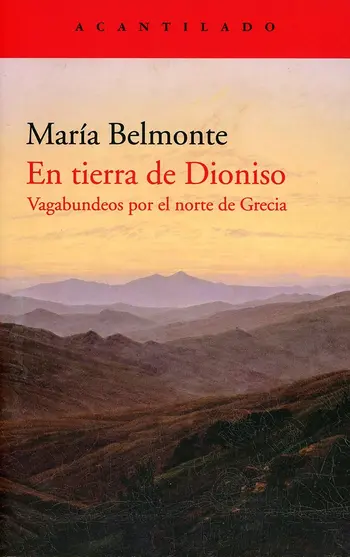 ACANTILADO
María Belmonte
En tierra de Dioniso
Vagabundeos por el norte de Grecia